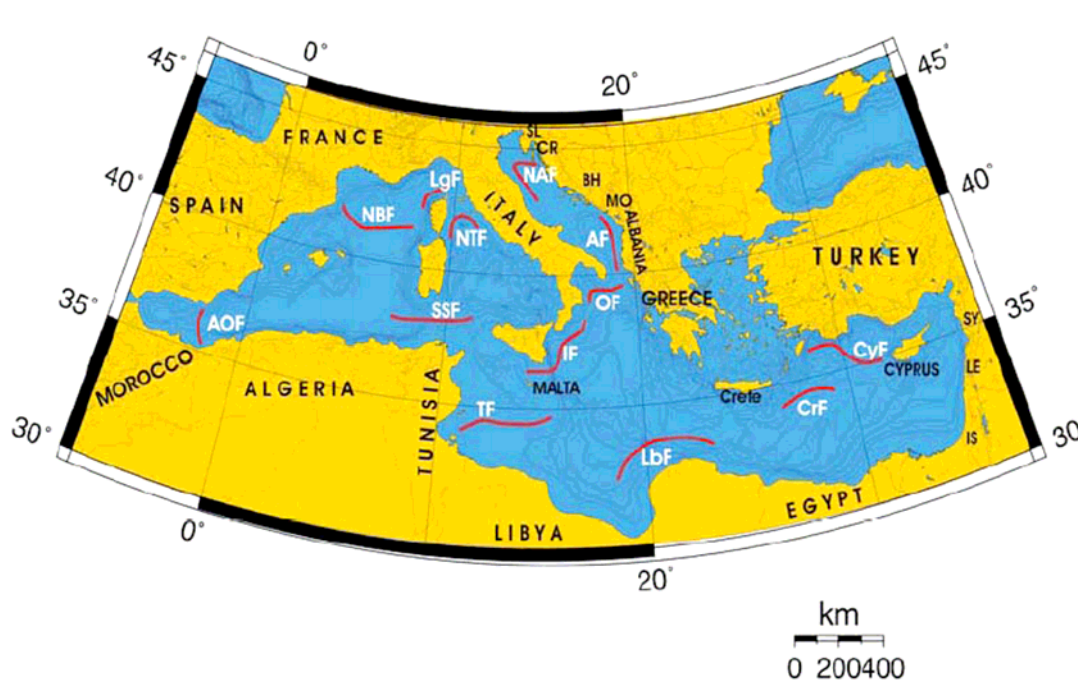 0°
20°
45°
45°
FRANCE
SL
CR
NAF
LgF
BH
40°
40°
SPAIN
NBF
NTF
ITALY
MO
ALBANIA
AF
TURKEY
35°
35°
AOF
SSF
OF
GREECE
SY
MOROCCO
IF
CyF
CYPRUS
LE
ALGERIA
TUNISIA
MALTA
Crete
CrF
TF
30°
30
LbF
IS
EGYPT
0°
LIBYA
20°
km
0 200400